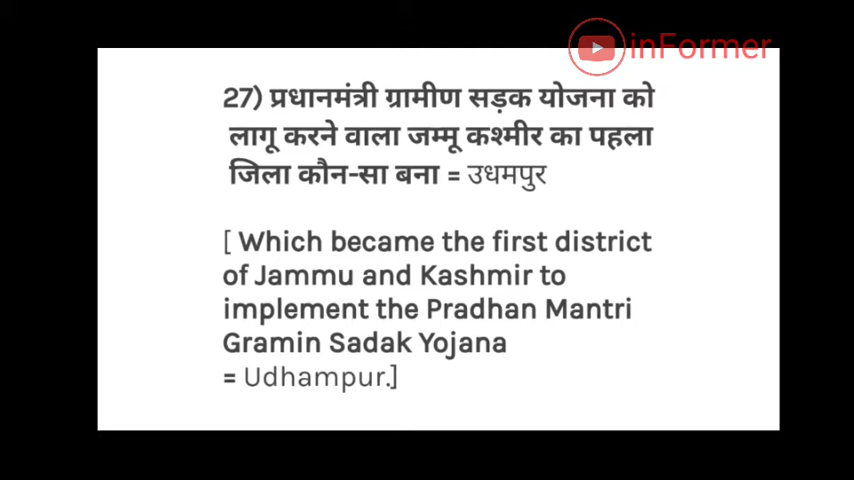 inFormer
27) प्रधानमंत्री ग्रामीण सड़क योजना को
लागू करने वाला जम्मू कश्मीर का पहला
जिला कौन-सा बना = उधमपुर
[ Which became the first district
of Jammu and Kashmir to
implement the Pradhan Mantri
Gramin Sadak Yojana
= Udhampur.]